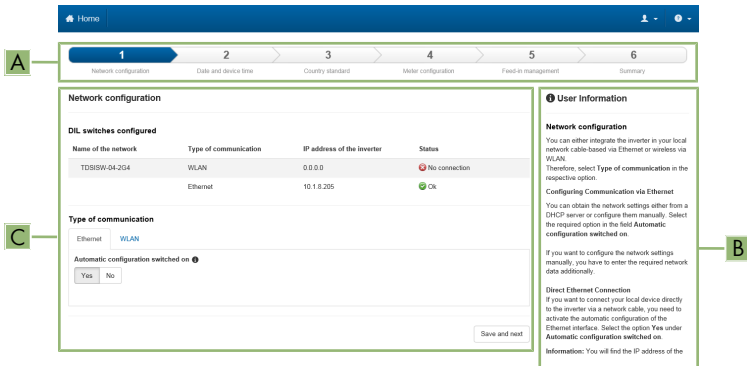 Home
1 2 3 4 5 6
Network configuration Date and device time Country standard Meter configuration Feed-in management Summary
A
Network configuration
DIL switches configured
Name of the network Type of communication IP address of the inverter Status
TDSISW-04-2G4 WLAN 0.0.0.0 No connection
Ethernet 10.1.8.205 Ok
Type of communication
C
Ethernet WLAN
Automatic configuration switched on
Yes No
Save and next
User Information
Network configuration
You can either integrate the inverter in your local
network cable-based via Ethernet or wireless via
WLAN.
Therefore, select Type of communication in the
respective option.
Configuring Communication via Ethernet
You can obtain the network settings either from a
DHCP server or configure them manually. Select
the required option in the field Automatic
configuration switched on.
B
If you want to configure the network settings
manually, you have to enter the required network
data additionally.
Direct Ethernet Connection
If you want to connect your local device directly
to the inverter via a network cable, you need to
activate the automatic configuration of the
Ethernet interface. Select the option Yes under
Automatic configuration switched on.
Information: You will find the IP address of the